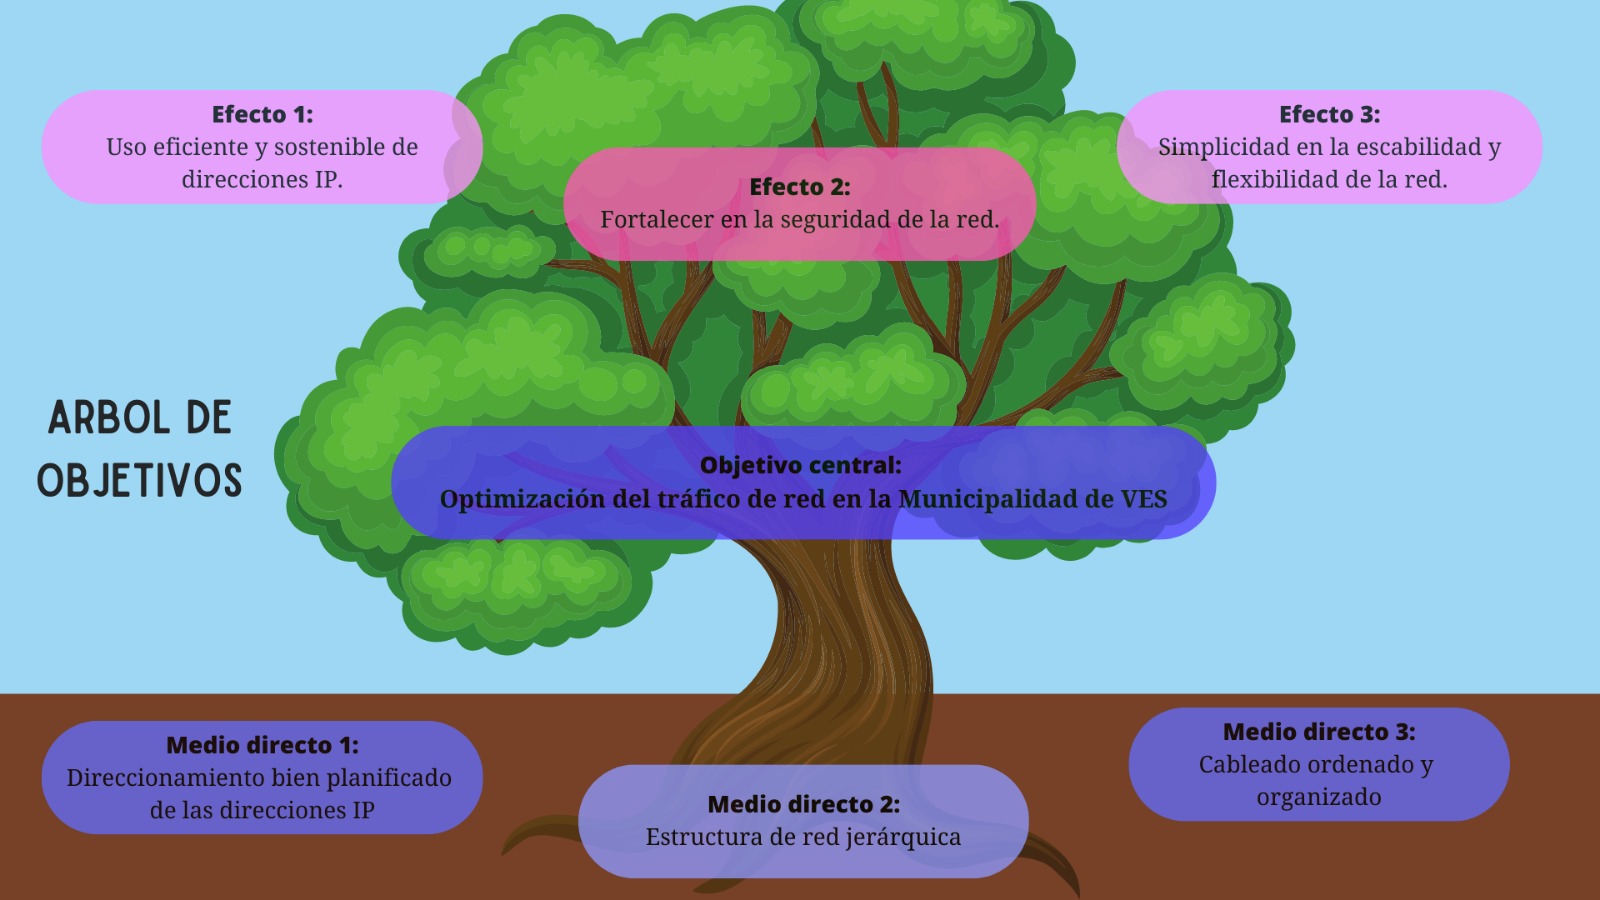 Efecto 1:
Uso eficiente y sostenible de
direcciones IP.
Efecto 2:
Fortalecer en la seguridad de la red.
Efecto 3:
Simplicidad en la escabilidad y
flexibilidad de la red.
ARBOL DE
OBJETIVOS
Objetivo central:
Optimización del tráfico de red en la Municipalidad de VES
Medio directo 1:
Direccionamiento bien planificado
de las direcciones IP
Medio directo 2:
Estructura de red jerárquica
Medio directo 3:
Cableado ordenado y
organizado